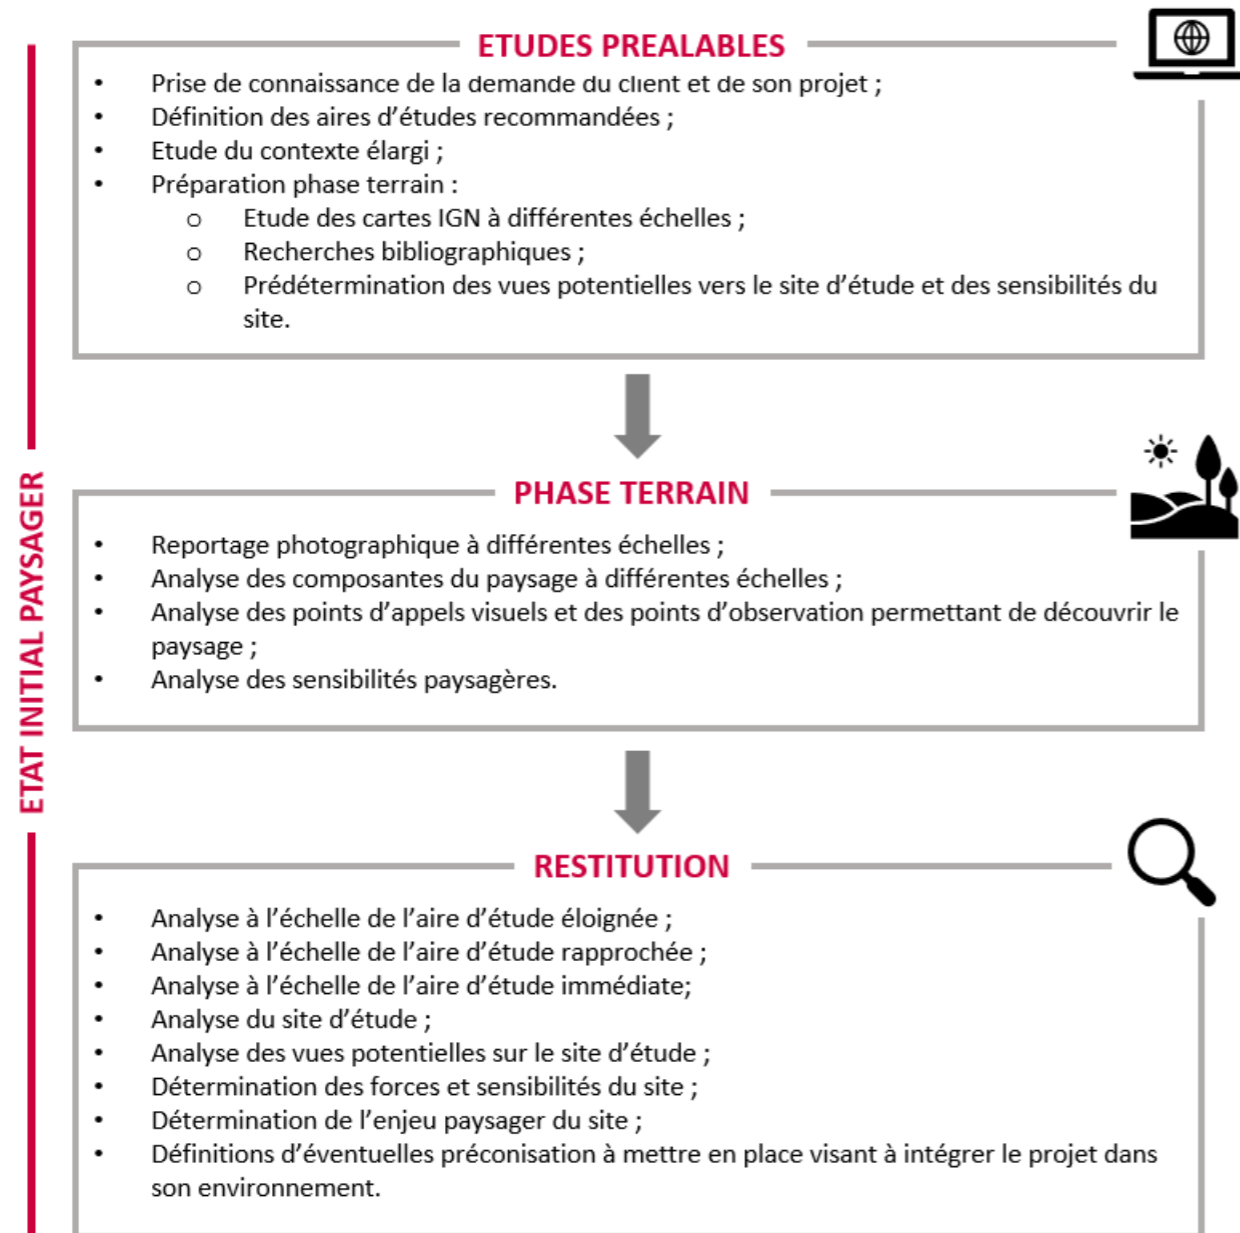 ETUDES PREALABLES
• Prise de connaissance de la demande du client et de son projet ;
• Définition des aires d’études recommandées ;
• Etude du contexte élargi ;
• Préparation phase terrain :
o Etude des cartes IGN à différentes échelles ;
o Recherches bibliographiques ;
o Prédétermination des vues potentielles vers le site d’étude et des sensibilités du
site.
ETAT INITIAL PAYSAGER
PHASE TERRAIN
• Reportage photographique à différentes échelles ;
• Analyse des composantes du paysage à différentes échelles ;
• Analyse des points d’appels visuels et des points d’observation permettant de découvrir le
paysage ;
• Analyse des sensibilités paysagères.
RESTITUTION
• Analyse à l’échelle de l’aire d’étude éloignée ;
• Analyse à l’échelle de l’aire d’étude rapprochée ;
• Analyse à l’échelle de l’aire d’étude immédiate;
• Analyse du site d’étude ;
• Analyse des vues potentielles sur le site d’étude ;
• Détermination des forces et sensibilités du site ;
• Détermination de l’enjeu paysager du site ;
• Définitions d’éventuelles préconisation à mettre en place visant à intégrer le projet dans
son environnement.